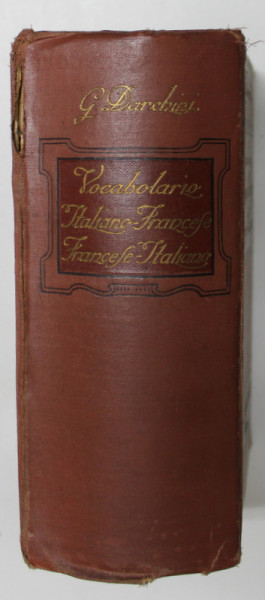 G. Darchini.
Vocabolario
Italiano-Francese
Francese-Italiano